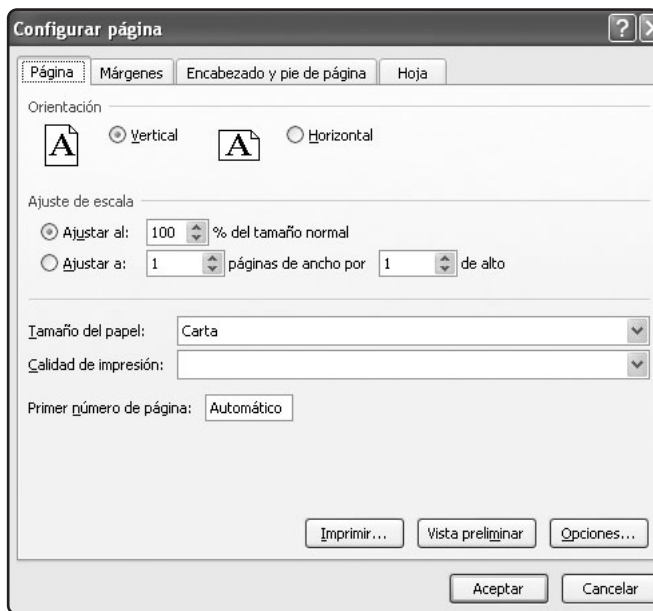 Configurar página
Página Márgenes Encabezado y pie de página Hoja
Orientación
A Vertical A Horizontal
Ajuste de escala
Ajustar al: 100 % del tamaño normal
Ajustar a: 1 páginas de ancho por 1 de alto
Tamaño del papel: Carta
Calidad de impresión:
Primer número de página: Automático
Imprimir... Vista preliminar Opciones...
Aceptar Cancelar